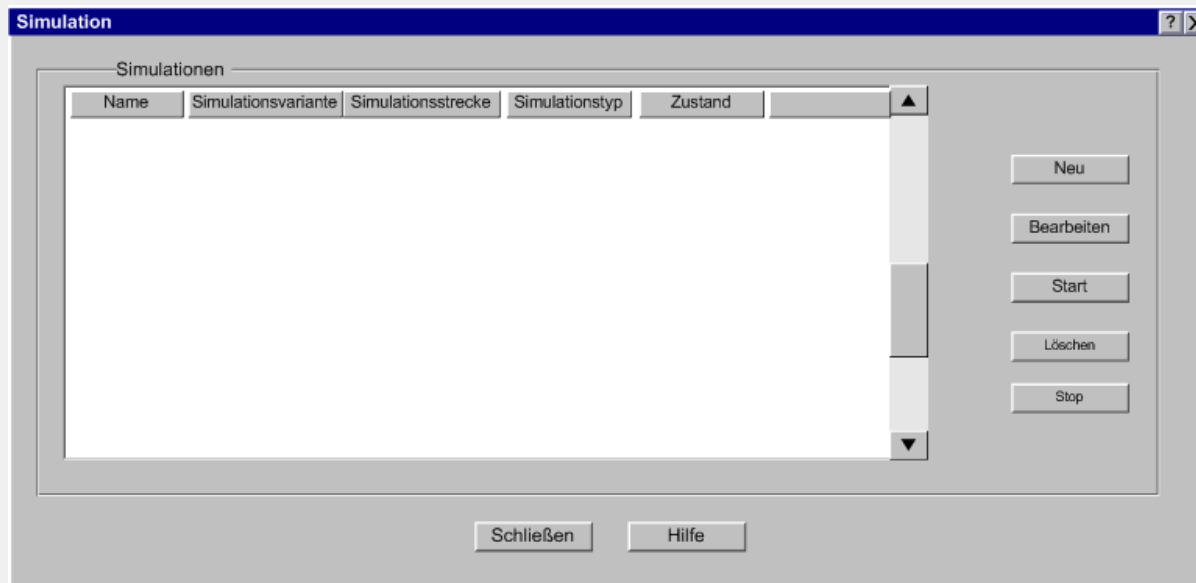 Simulation
Simulationen
Name Simulationsvariante Simulationsstrecke Simulationstyp Zustand
Neu
Bearbeiten
Start
Löschen
Stop
Schließen Hilfe